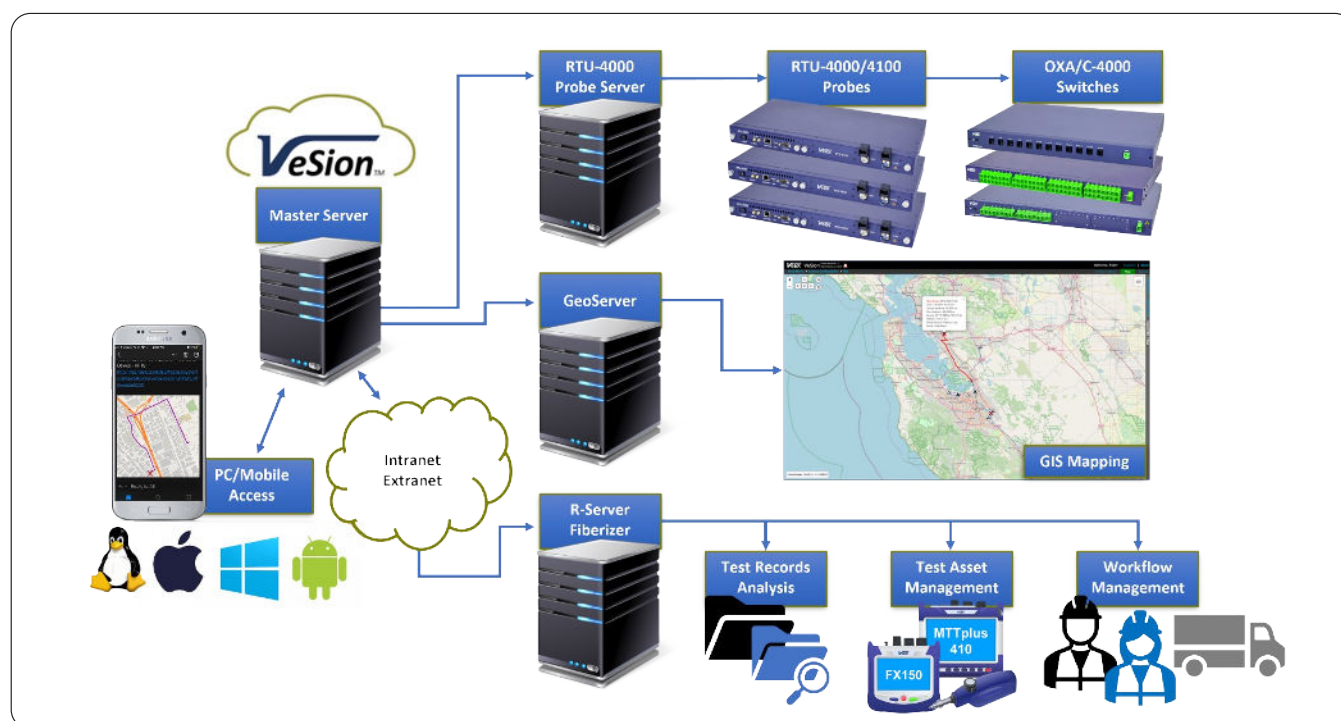 RTU-4000
Probe Server
RTU-4000/4100
Probes
OXA/C-4000
Switches
VeSion™
Master Server
GeoServer
GIS Mapping
PC/Mobile
Access
Intranet
Extranet
R-Server
Fiberizer
Test Records
Analysis
Test Asset
Management
Workflow
Management
MTTplus
410
FX150